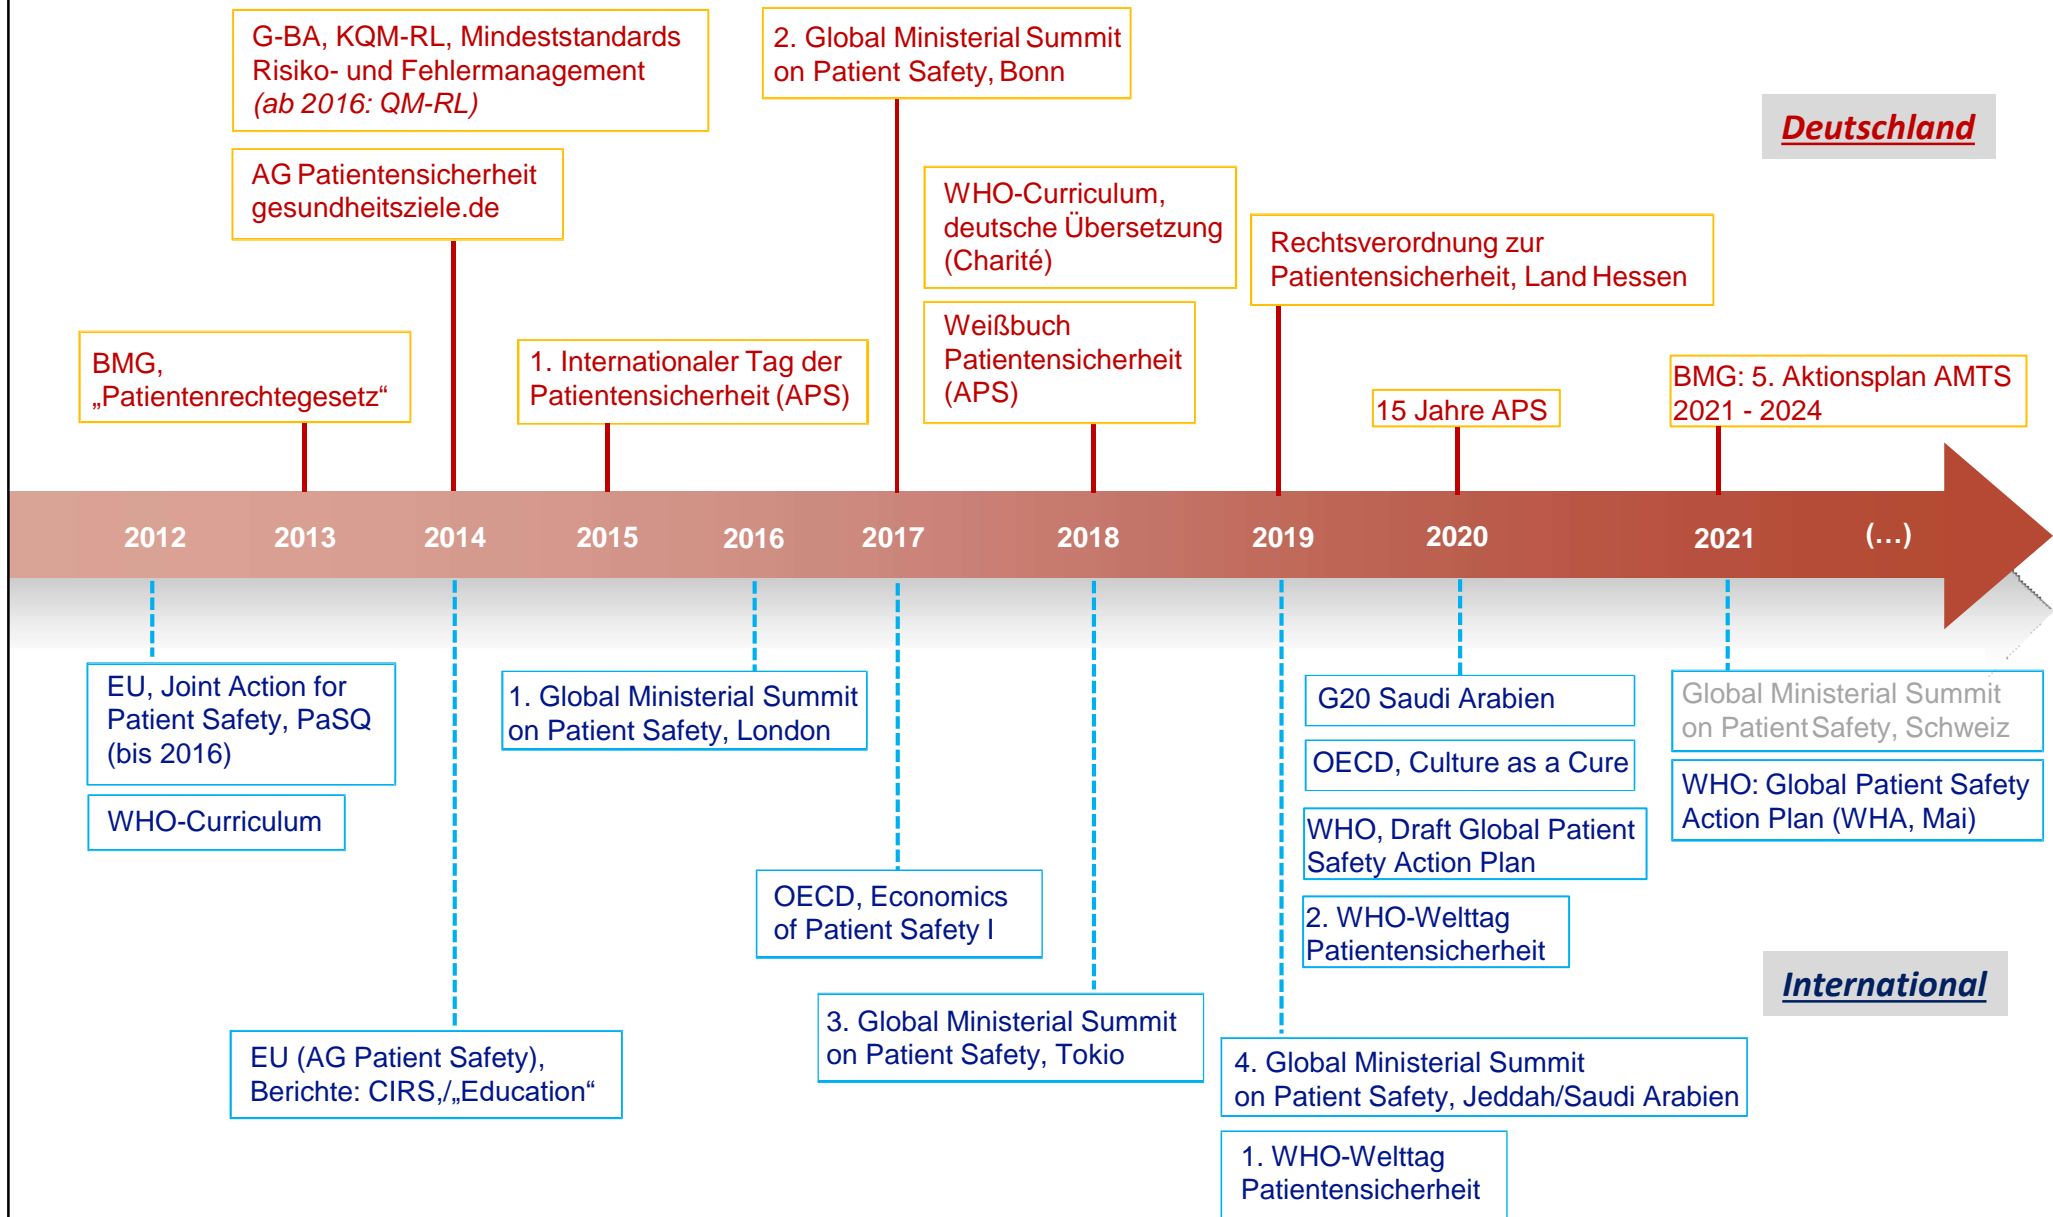 G-BA, KQM-RL, Mindeststandards
Risiko- und Fehlermanagement
(ab 2016: QM-RL)
2. Global Ministerial Summit
on Patient Safety, Bonn
Deutschland
AG Patientensicherheit
gesundheitsziele.de
WHO-Curriculum,
deutsche Übersetzung
(Charité)
Rechtsverordnung zur
Patientensicherheit, Land Hessen
BMG,
„Patientenrechtegesetz“
1. Internationaler Tag der
Patientensicherheit (APS)
Weißbuch
Patientensicherheit
(APS)
15 Jahre APS
BMG: 5. Aktionsplan AMTS
2021 - 2024
2012 2013 2014 2015 2016 2017 2018 2019 2020 2021 (…)
EU, Joint Action for
Patient Safety, PaSQ
(bis 2016)
WHO-Curriculum
1. Global Ministerial Summit
on Patient Safety, London
G20 Saudi Arabien
OECD, Culture as a Cure
WHO, Draft Global Patient
Safety Action Plan
2. WHO-Welttag
Patientensicherheit
Global Ministerial Summit
on Patient Safety, Schweiz
WHO: Global Patient Safety
Action Plan (WHA, Mai)
OECD, Economics
of Patient Safety I
International
3. Global Ministerial Summit
on Patient Safety, Tokio
EU (AG Patient Safety),
Berichte: CIRS,/„Education“
4. Global Ministerial Summit
on Patient Safety, Jeddah/Saudi Arabien
1. WHO-Welttag
Patientensicherheit